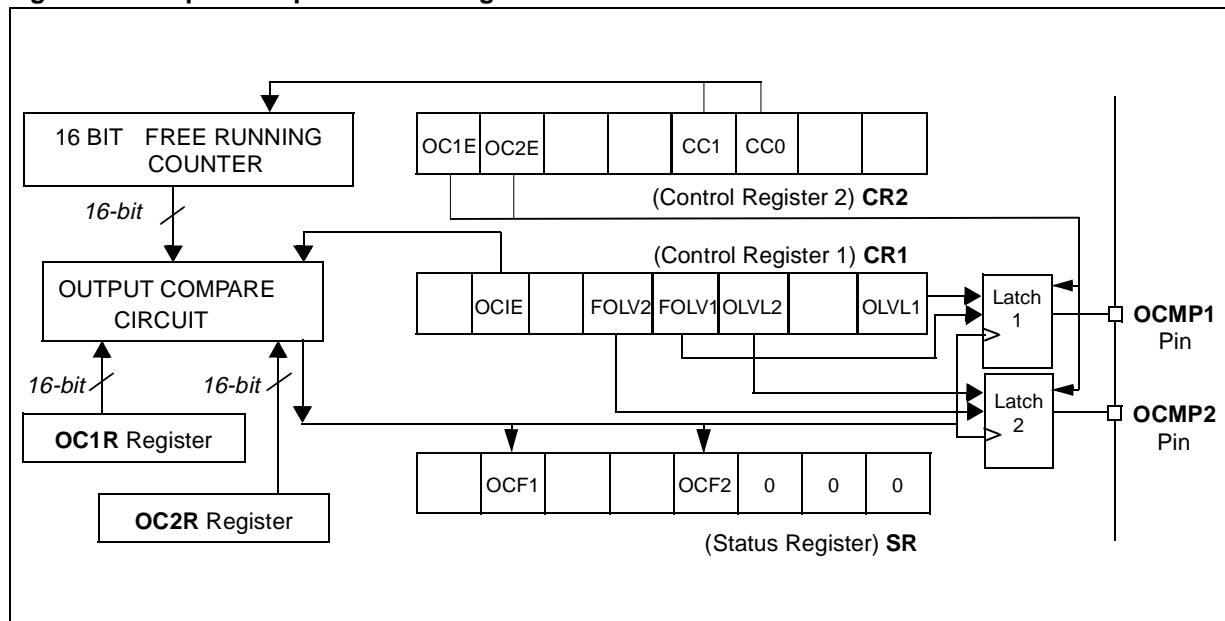 16 BIT FREE RUNNING
COUNTER
OC1E OC2E CC1 CC0
16-bit
(Control Register 2) CR2
(Control Register 1) CR1
OUTPUT COMPARE
CIRCUIT
OCIE FOLV2 FOLV1 OLVL2 OLVL1
Latch
1
OCMP1
Pin
16-bit
16-bit
Latch
2
OCMP2
Pin
OC1R Register
OCF1 OCF2 0 0 0
OC2R Register
(Status Register) SR